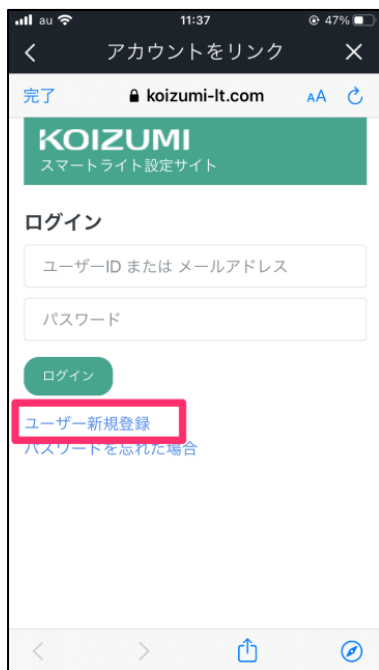 au 11:37 47%
アカウントをリンク
完了 koizumi-lt.com AA
KOIZUMI
スマートライト設定サイト
ログイン
ユーザーID または メールアドレス
パスワード
ログイン
ユーザー新規登録
パスワードを忘れた場合